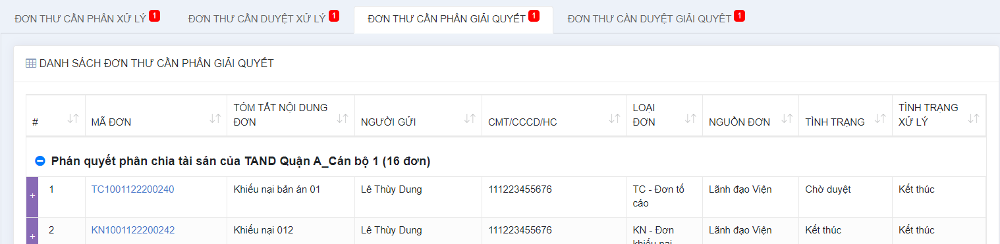 ĐƠN THƯ CẦN PHÂN XỬ LÝ 1 ĐƠN THƯ CẦN DUYỆT XỬ LÝ 1 ĐƠN THƯ CẦN PHÂN GIẢI QUYẾT 1 ĐƠN THƯ CẦN DUYỆT GIẢI QUYẾT 1
DANH SÁCH ĐƠN THƯ CẦN PHÂN GIẢI QUYẾT
# MÃ ĐƠN TÓM TẮT NỘI DUNG
ĐƠN NGƯỜI GỬI CMT/CCCD/HC LOẠI
ĐƠN NGUỒN ĐƠN TÌNH TRẠNG TÌNH TRẠNG
XỬ LÝ
Phán quyết phân chia tài sản của TAND Quận A_Cán bộ 1 (16 đơn)
+ 1 TC1001122200240 Khiếu nại bản án 01 Lê Thùy Dung 111223455676 TC - Đơn tố
cáo Lãnh đạo Viện Chờ duyệt Kết thúc
+ 2 KN1001122200242 Khiếu nại 012 Lê Thùy Dung 111223455676 KN - Đơn
khiếu nại Lãnh đạo Viện Kết thúc Kết thúc